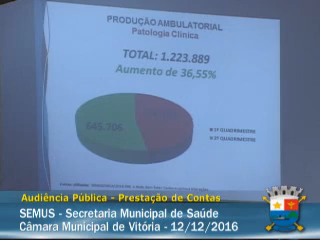 PRODUÇÃO AMBULATORIAL
Patologia Clínica
TOTAL: 1.223.889
Aumento de 36,55%
645.706
Audiência Pública - Prestação de Contas
SEMUS - Secretaria Municipal de Saúde
Câmara Municipal de Vitória - 12/12/2016